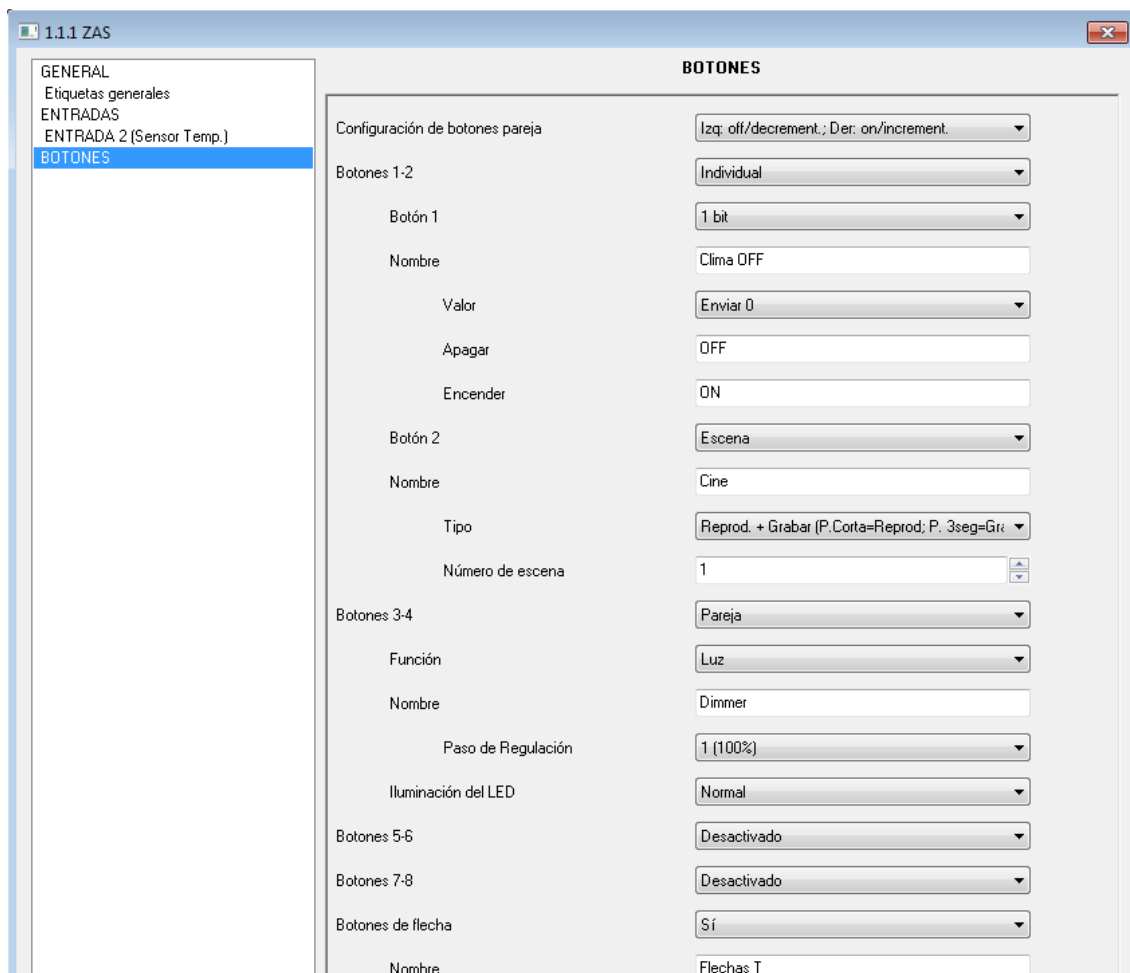 1.1.1 ZAS
GENERAL
Etiquetas generales
ENTRADAS
ENTRADA 2 (Sensor Temp.)
BOTONES
BOTONES
Configuración de botones pareja Izq: off/decrement.; Der: on/increment.
Botones 1-2 Individual
Botón 1 1 bit
Nombre Clima OFF
Valor Enviar 0
Apagar OFF
Encender ON
Botón 2 Escena
Nombre Cine
Tipo Reprod. + Grabar (P.Corta=Reprod; P. 3seg=Gra
Número de escena 1
Botones 3-4 Pareja
Función Luz
Nombre Dimmer
Paso de Regulación 1 (100%)
Iluminación del LED Normal
Botones 5-6 Desactivado
Botones 7-8 Desactivado
Botones de flecha Sí
Nombre Flechas T